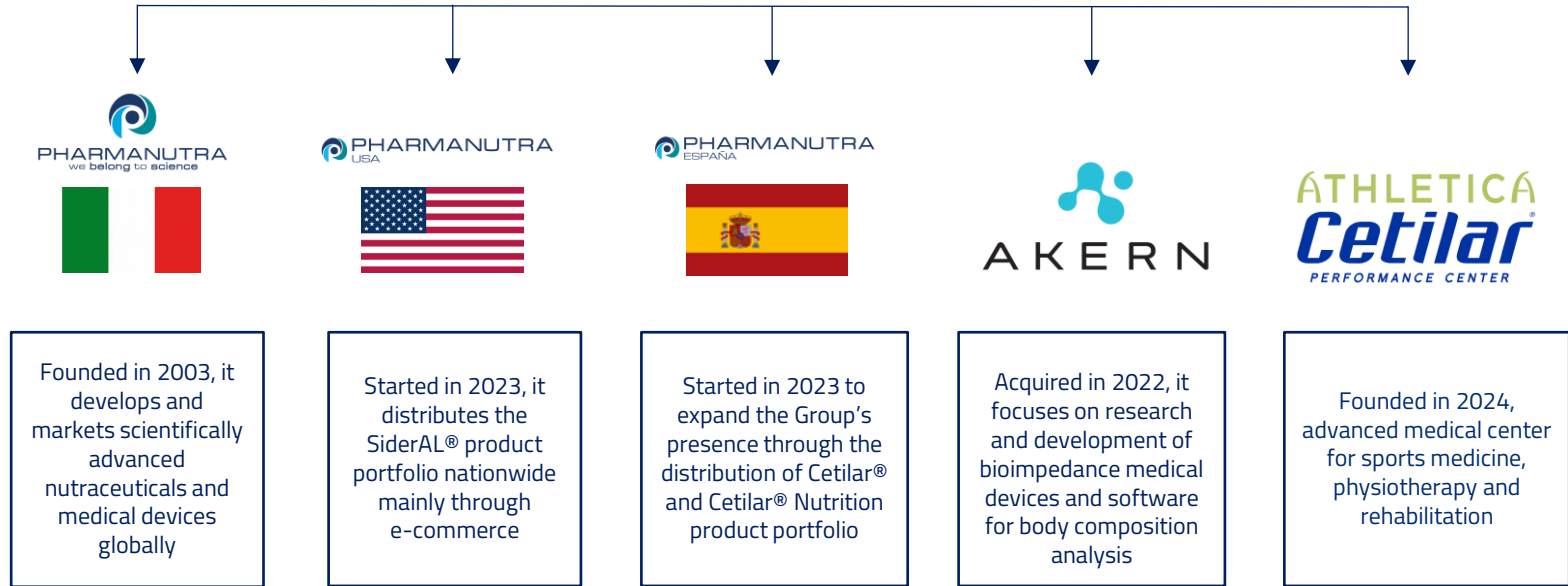 PHARMANUTRA
we belong to science
PHARMANUTRA
USA
PHARMANUTRA
ESPAÑA
AKERN
ATHLETICA
Cetilar®
PERFORMANCE CENTER
Founded in 2003, it
develops and
markets scientifically
advanced
nutraceuticals and
medical devices
globally
Started in 2023, it
distributes the
SiderAL® product
portfolio nationwide
mainly through
e-commerce
Started in 2023 to
expand the Group’s
presence through the
distribution of Cetilar®
and Cetilar® Nutrition
product portfolio
Acquired in 2022, it
focuses on research
and development of
bioimpedance medical
devices and software
for body composition
analysis
Founded in 2024,
advanced medical center
for sports medicine,
physiotherapy and
rehabilitation